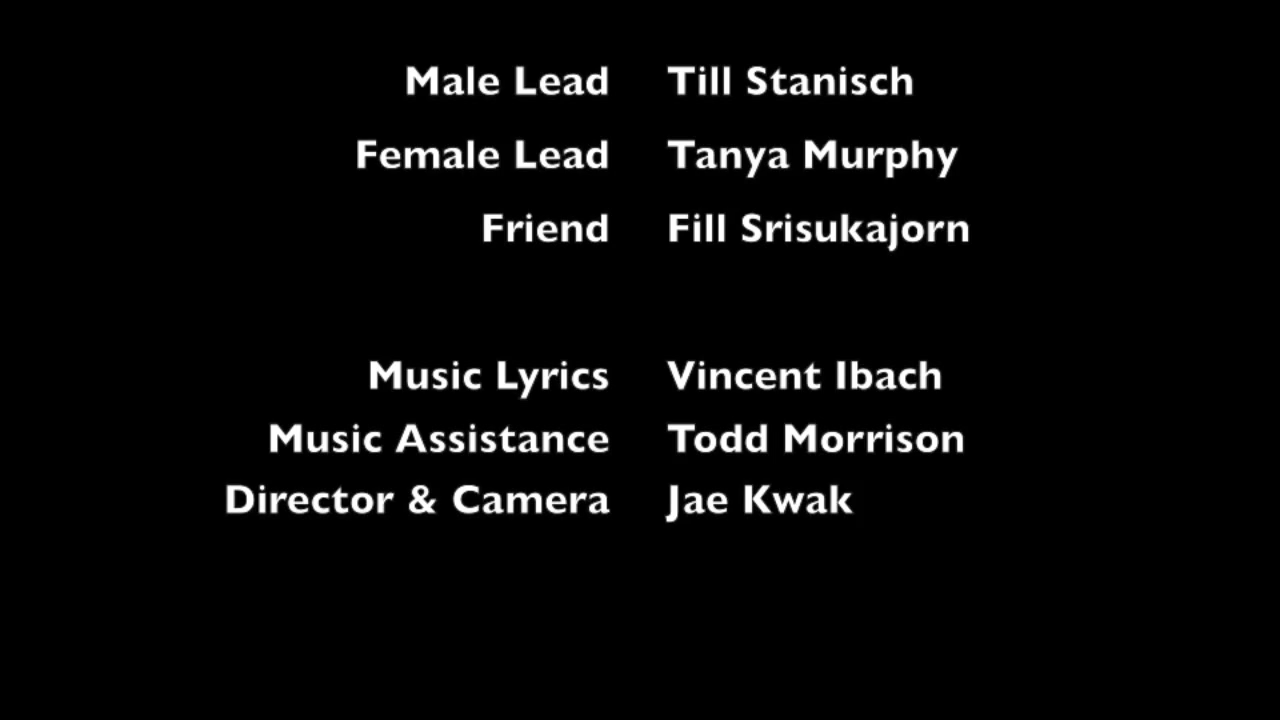 Male Lead Till Stanisch
Female Lead Tanya Murphy
Friend Fill Srisukajorn
Music Lyrics Vincent Ibach
Music Assistance Todd Morrison
Director & Camera Jae Kwak